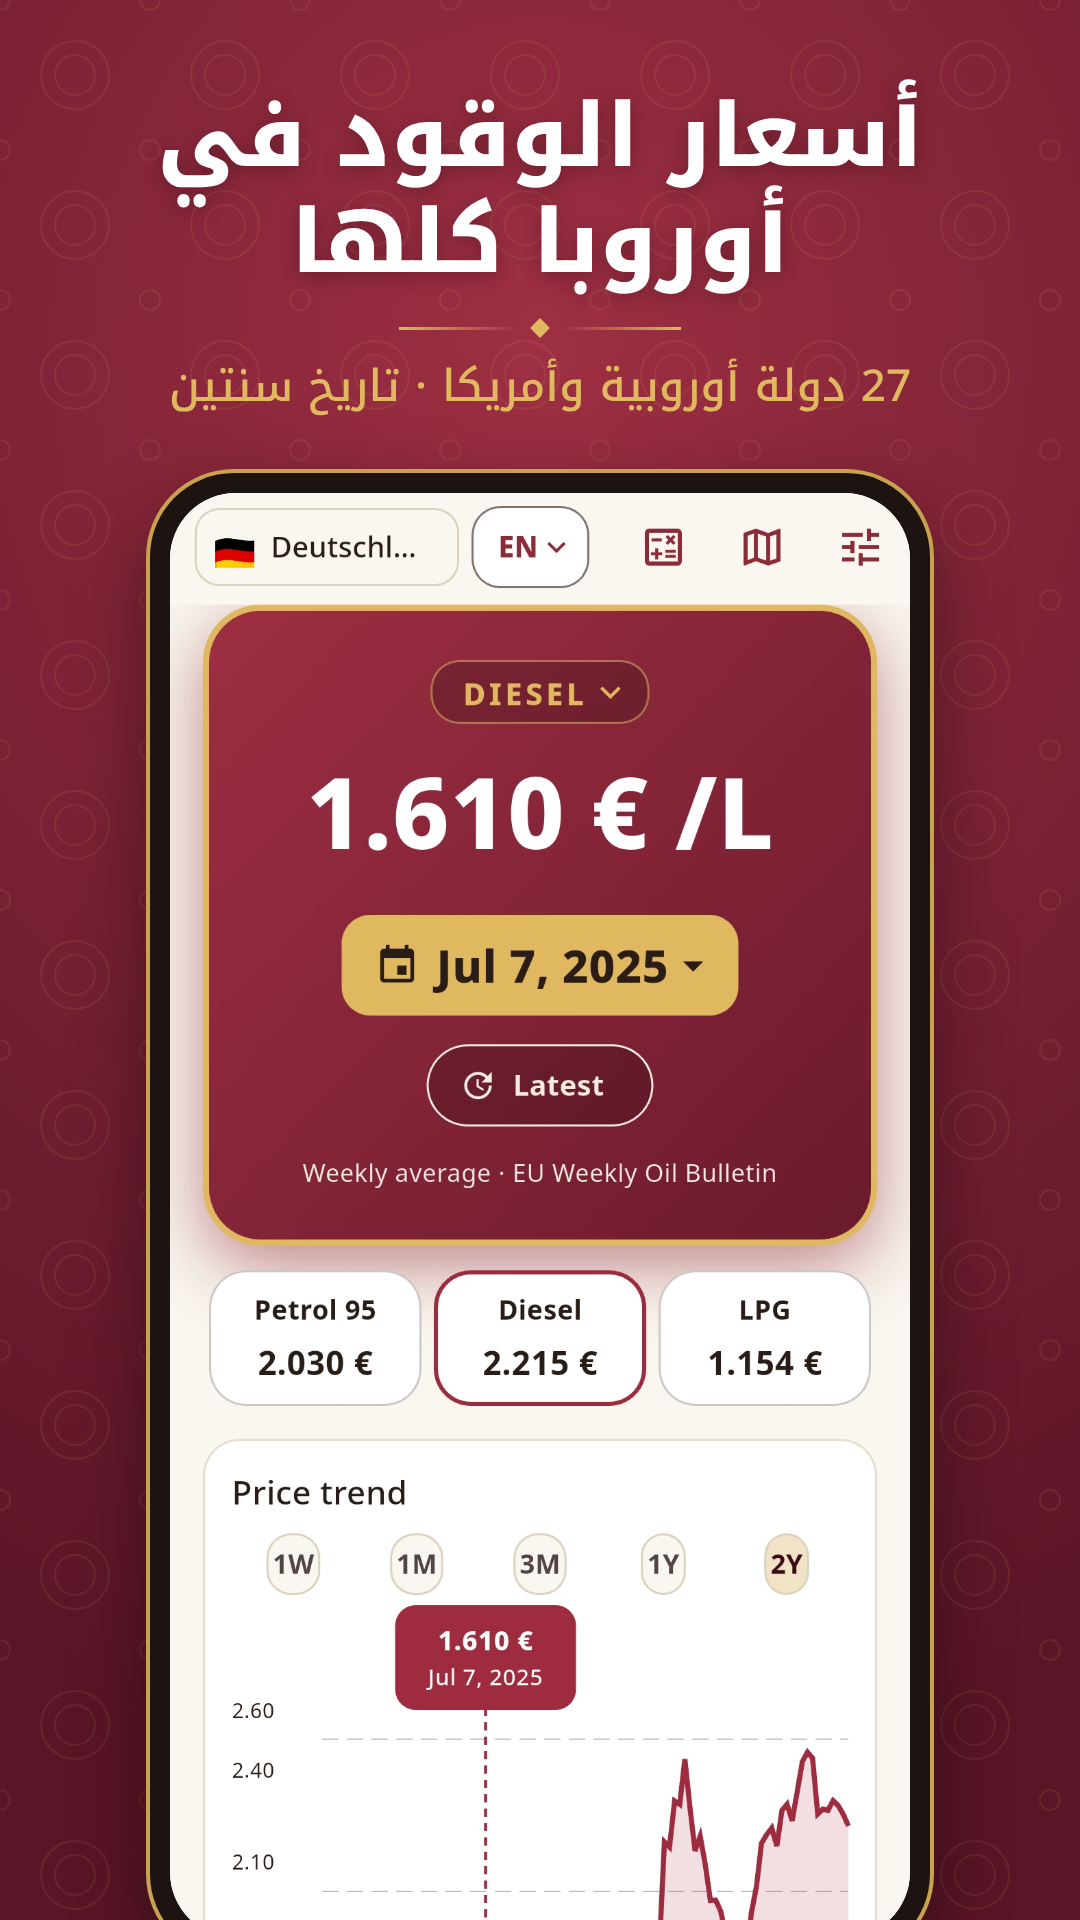 أسعار الوقود في
أوروبا كلها
27 دولة أوروبية وأمريكا · تاريخ سنتين
Deutschl...
EN
DIESEL
1.610 € /L
Jul 7, 2025
Latest
Weekly average · EU Weekly Oil Bulletin
Petrol 95
2.030 €
Diesel
2.215 €
LPG
1.154 €
Price trend
1W 1M 3M 1Y 2Y
1.610 €
Jul 7, 2025
2.60
2.40
2.10